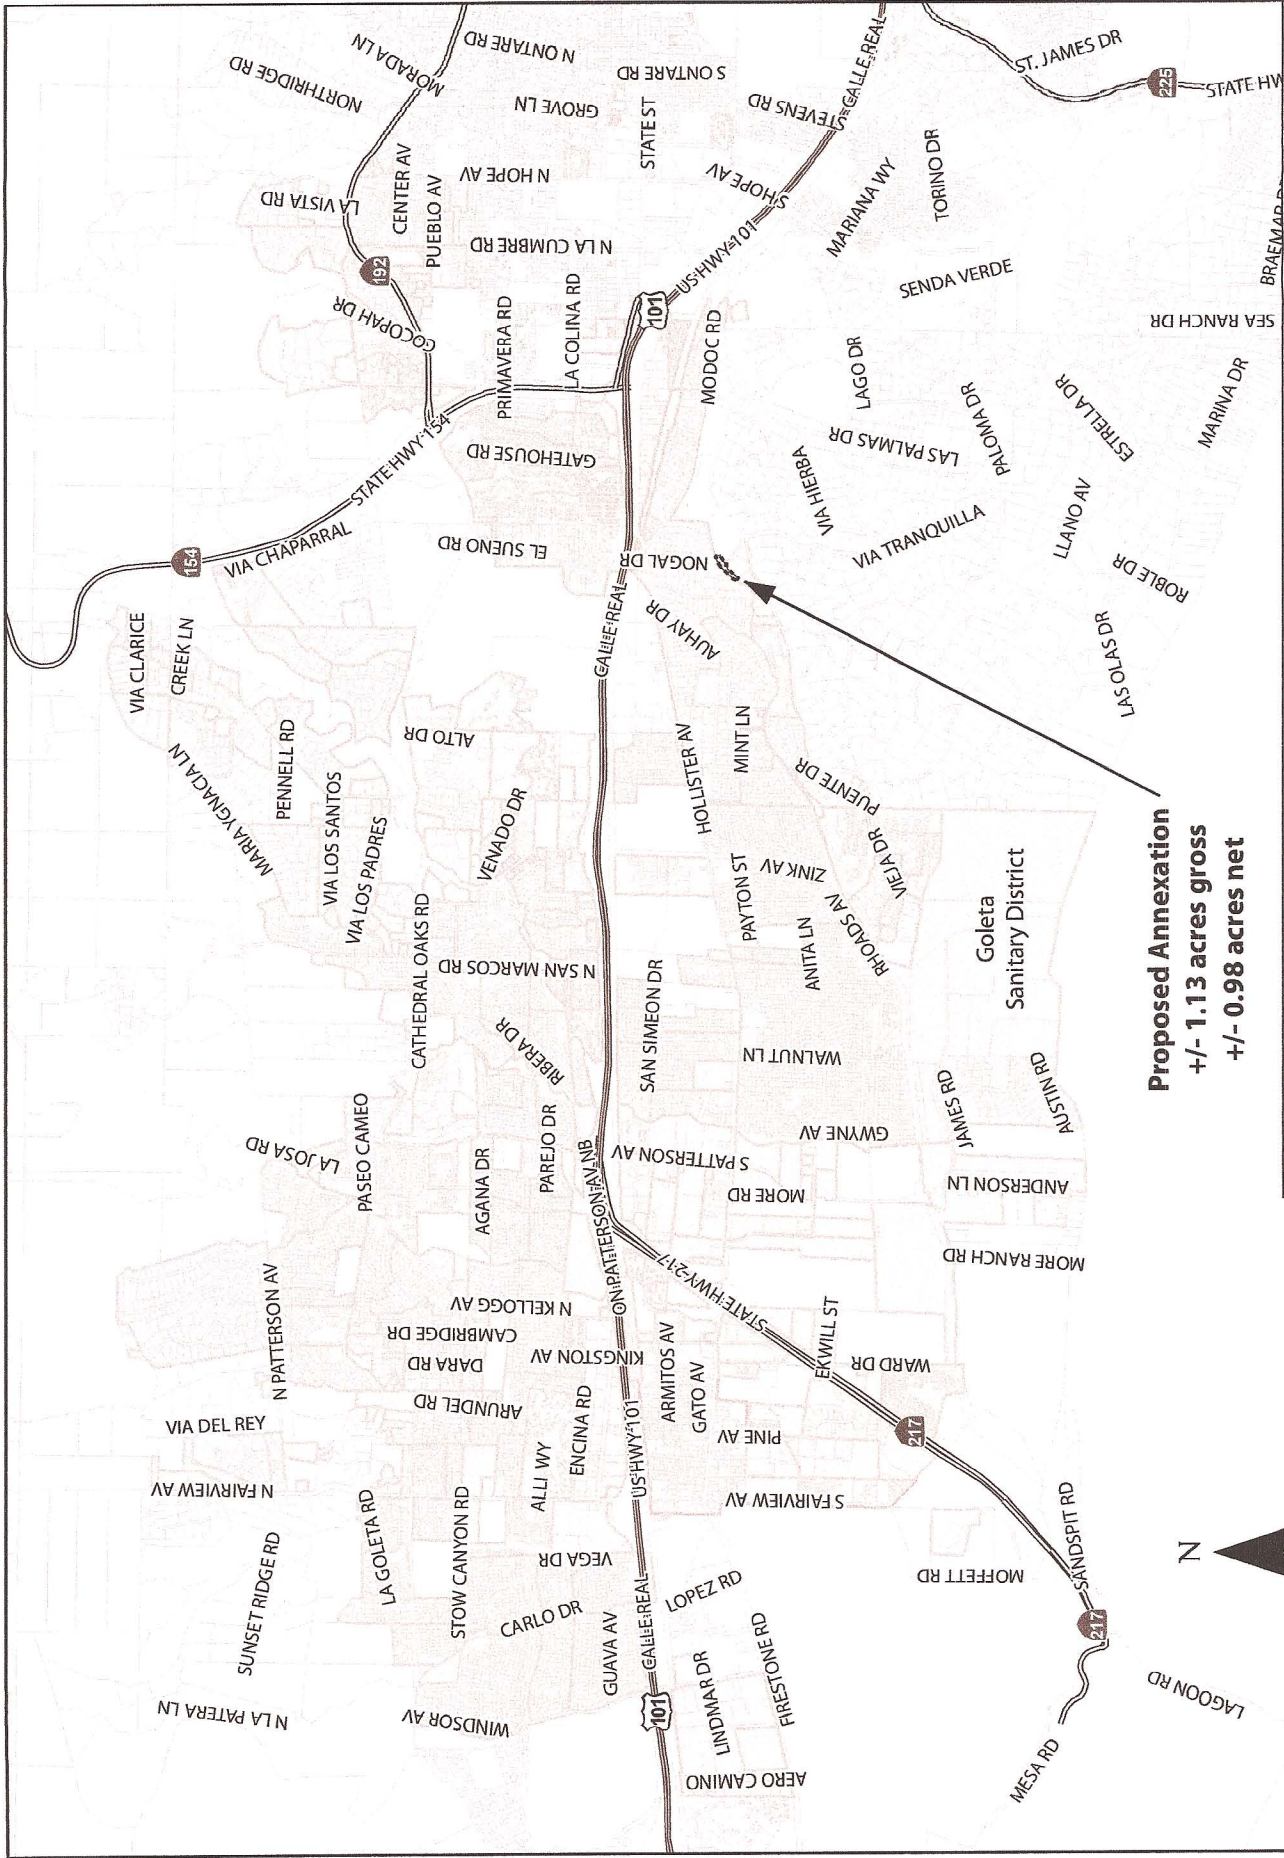 NORTHRIDGE RD
MORADA LN
N ONTARE RD
S ONTARE RD
GROVE LN
STATE ST
STEVENS RD
CALLE REAL
ST. JAMES DR
225
STATE HW
LA VISTA RD
CENTER AV
PUEBLO AV
N HOPE AV
S HOPE AV
MARIANA WY
TORINO DR
192
N LA CUMBRE RD
US HWY 101
SENDA VERDE
COCOPAH DR
PRIMAVERA RD
LA COLINA RD
101
MODOC RD
LAGO DR
SEA RANCH DR
MARINA DR
STATE HWY 154
GATEHOUSE RD
LAS PALMAS DR
PALOMA DR
ESTRELLA DR
VIA HIERBA
154
VIA CHAPARRAL
EL SUENO RD
NOGAL DR
VIA TRANQUILLA
LLANO AV
ROBLE DR
VIA CLARICE
CREEK LN
CALLE REAL
AUHAY DR
LAS OLAS DR
MARIA YGNACIA LN
PENNELL RD
ALTO DR
HOLLISTER AV
MINT LN
PUENTE DR
VIA LOS SANTOS
VIA LOS PADRES
VENADO DR
PAYTON ST
ZINK AV
VIEJA DR
CATHEDRAL OAKS RD
N SAN MARCOS RD
ANITA LN
RHOADS AV
Goleta
Sanitary District
Proposed Annexation
+/- 1.13 acres gross
+/- 0.98 acres net
RIBERA DR
SAN SIMEON DR
WALNUT LN
LA JOSA RD
PASEO CAMEO
AGANA DR
PAREJO DR
ON PATTERSON AV NB
S PATTERSON AV
GWYNE AV
JAMES RD
AUSTIN RD
MORE RD
ANDERSON LN
MORE RANCH RD
N PATTERSON AV
N KELLOGG AV
CAMBRIDGE DR
DARA RD
KINGSTON AV
STATE HWY 217
ARMITOS AV
GATO AV
EKWILL ST
WARD DR
VIA DEL REY
ARUNDEL RD
ENCINA RD
ALLI WY
US HWY 101
PINE AV
217
N FAIRVIEW AV
S FAIRVIEW AV
SUNSET RIDGE RD
LA GOLETA RD
STOW CANYON RD
VEGA DR
CARLO DR
GUAVA AV
CALLE REAL
LOPEZ RD
MOFFETT RD
SANDSPIT RD
217
N
N LA PATERA LN
WINDSOR AV
101
LINDMAR DR
FIRESTONE RD
AERO CAMINO
MESA RD
LAGOON RD